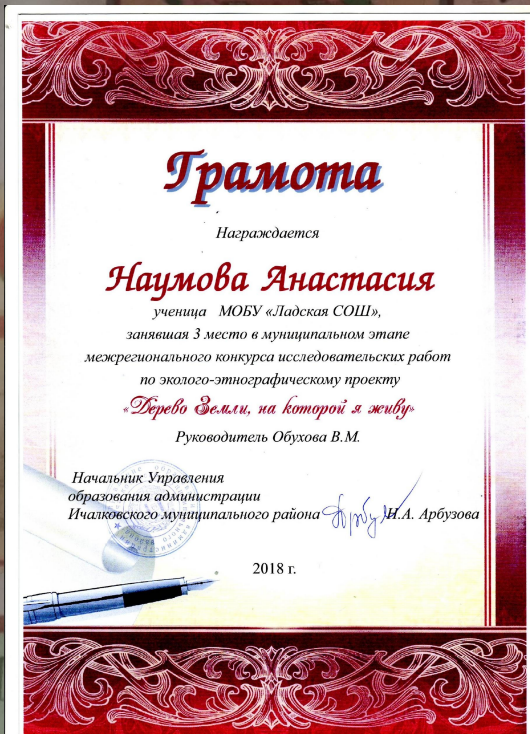 Грамота
Награждается
Наумова Анастасия
ученица МОБУ «Ладская СОШ»,
занявшая 3 место в муниципальном этапе
межрегионального конкурса исследовательских работ
по эколого-этнографическому проекту
«Дерево Земли, на которой я живу»
Руководитель Обухова В.М.
Начальник Управления
образования администрации
Ичалковского муниципального района Н.А. Арбузова
2018 г.